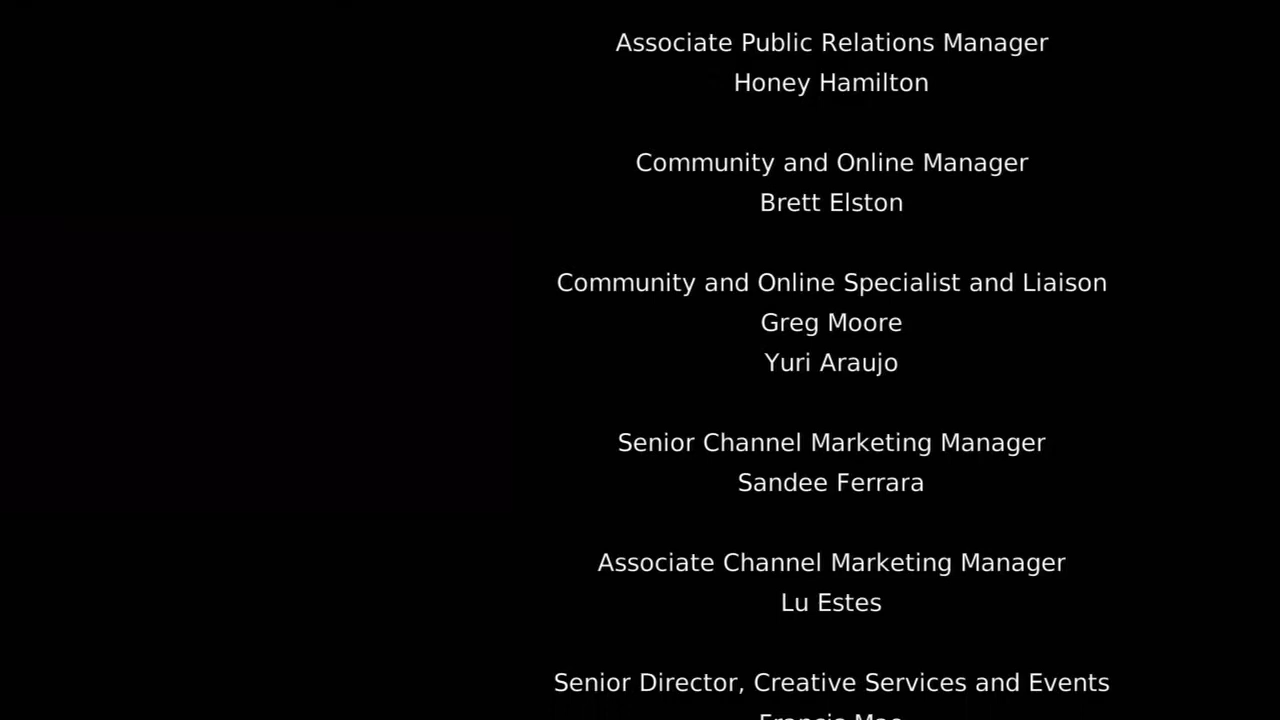 Associate Public Relations Manager
Honey Hamilton
Community and Online Manager
Brett Elston
Community and Online Specialist and Liaison
Greg Moore
Yuri Araujo
Senior Channel Marketing Manager
Sandee Ferrara
Associate Channel Marketing Manager
Lu Estes
Senior Director, Creative Services and Events
Francis Mao